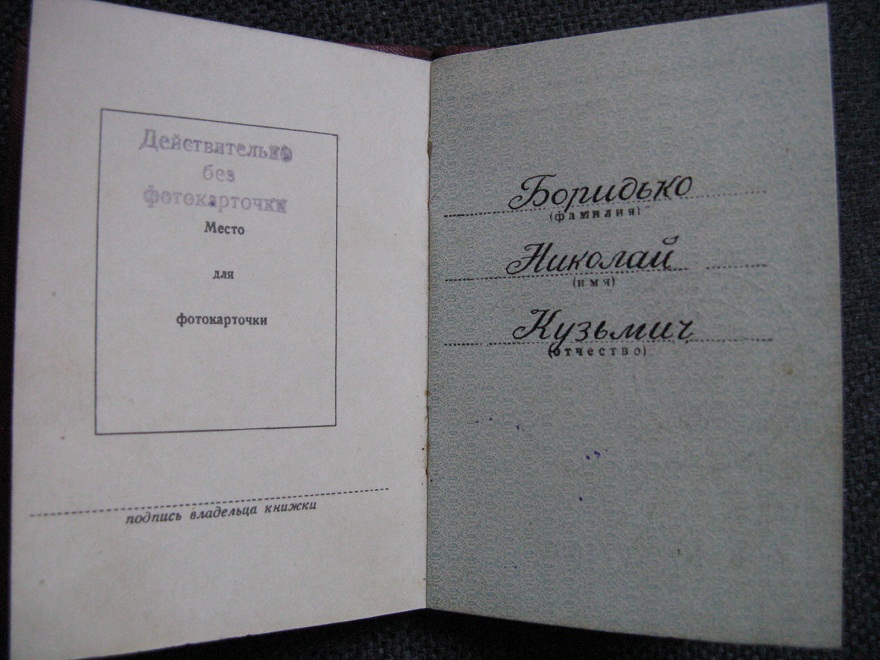 Действительно
без
фотокарточки
Место
для
фотокарточки
подпись владельца книжки
Боридько
(фамилия)
Николай
(имя)
Кузьмич
(отчество)